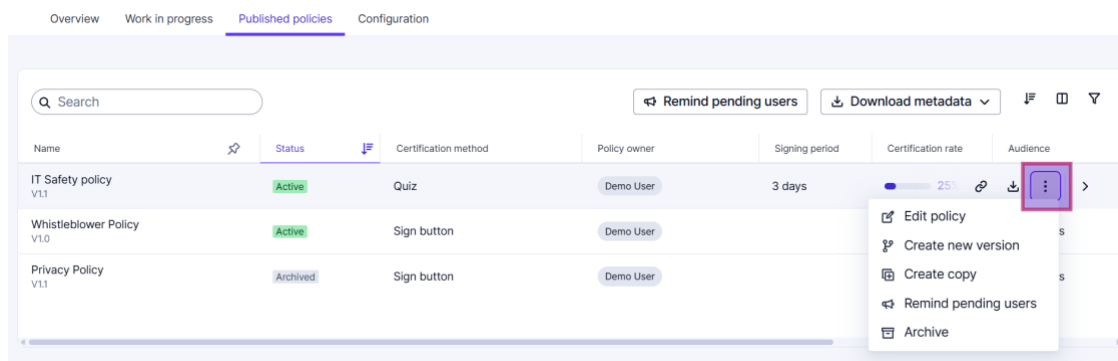 Overview Work in progress Published policies Configuration
Search
Remind pending users Download metadata
Name Status Certification method Policy owner Signing period Certification rate Audience
IT Safety policy
V1.1
Active Quiz Demo User 3 days 25%
Whistleblower Policy
V1.0
Active Sign button Demo User s
Privacy Policy
V1.1
Archived Sign button Demo User s
Edit policy
Create new version
Create copy
Remind pending users
Archive